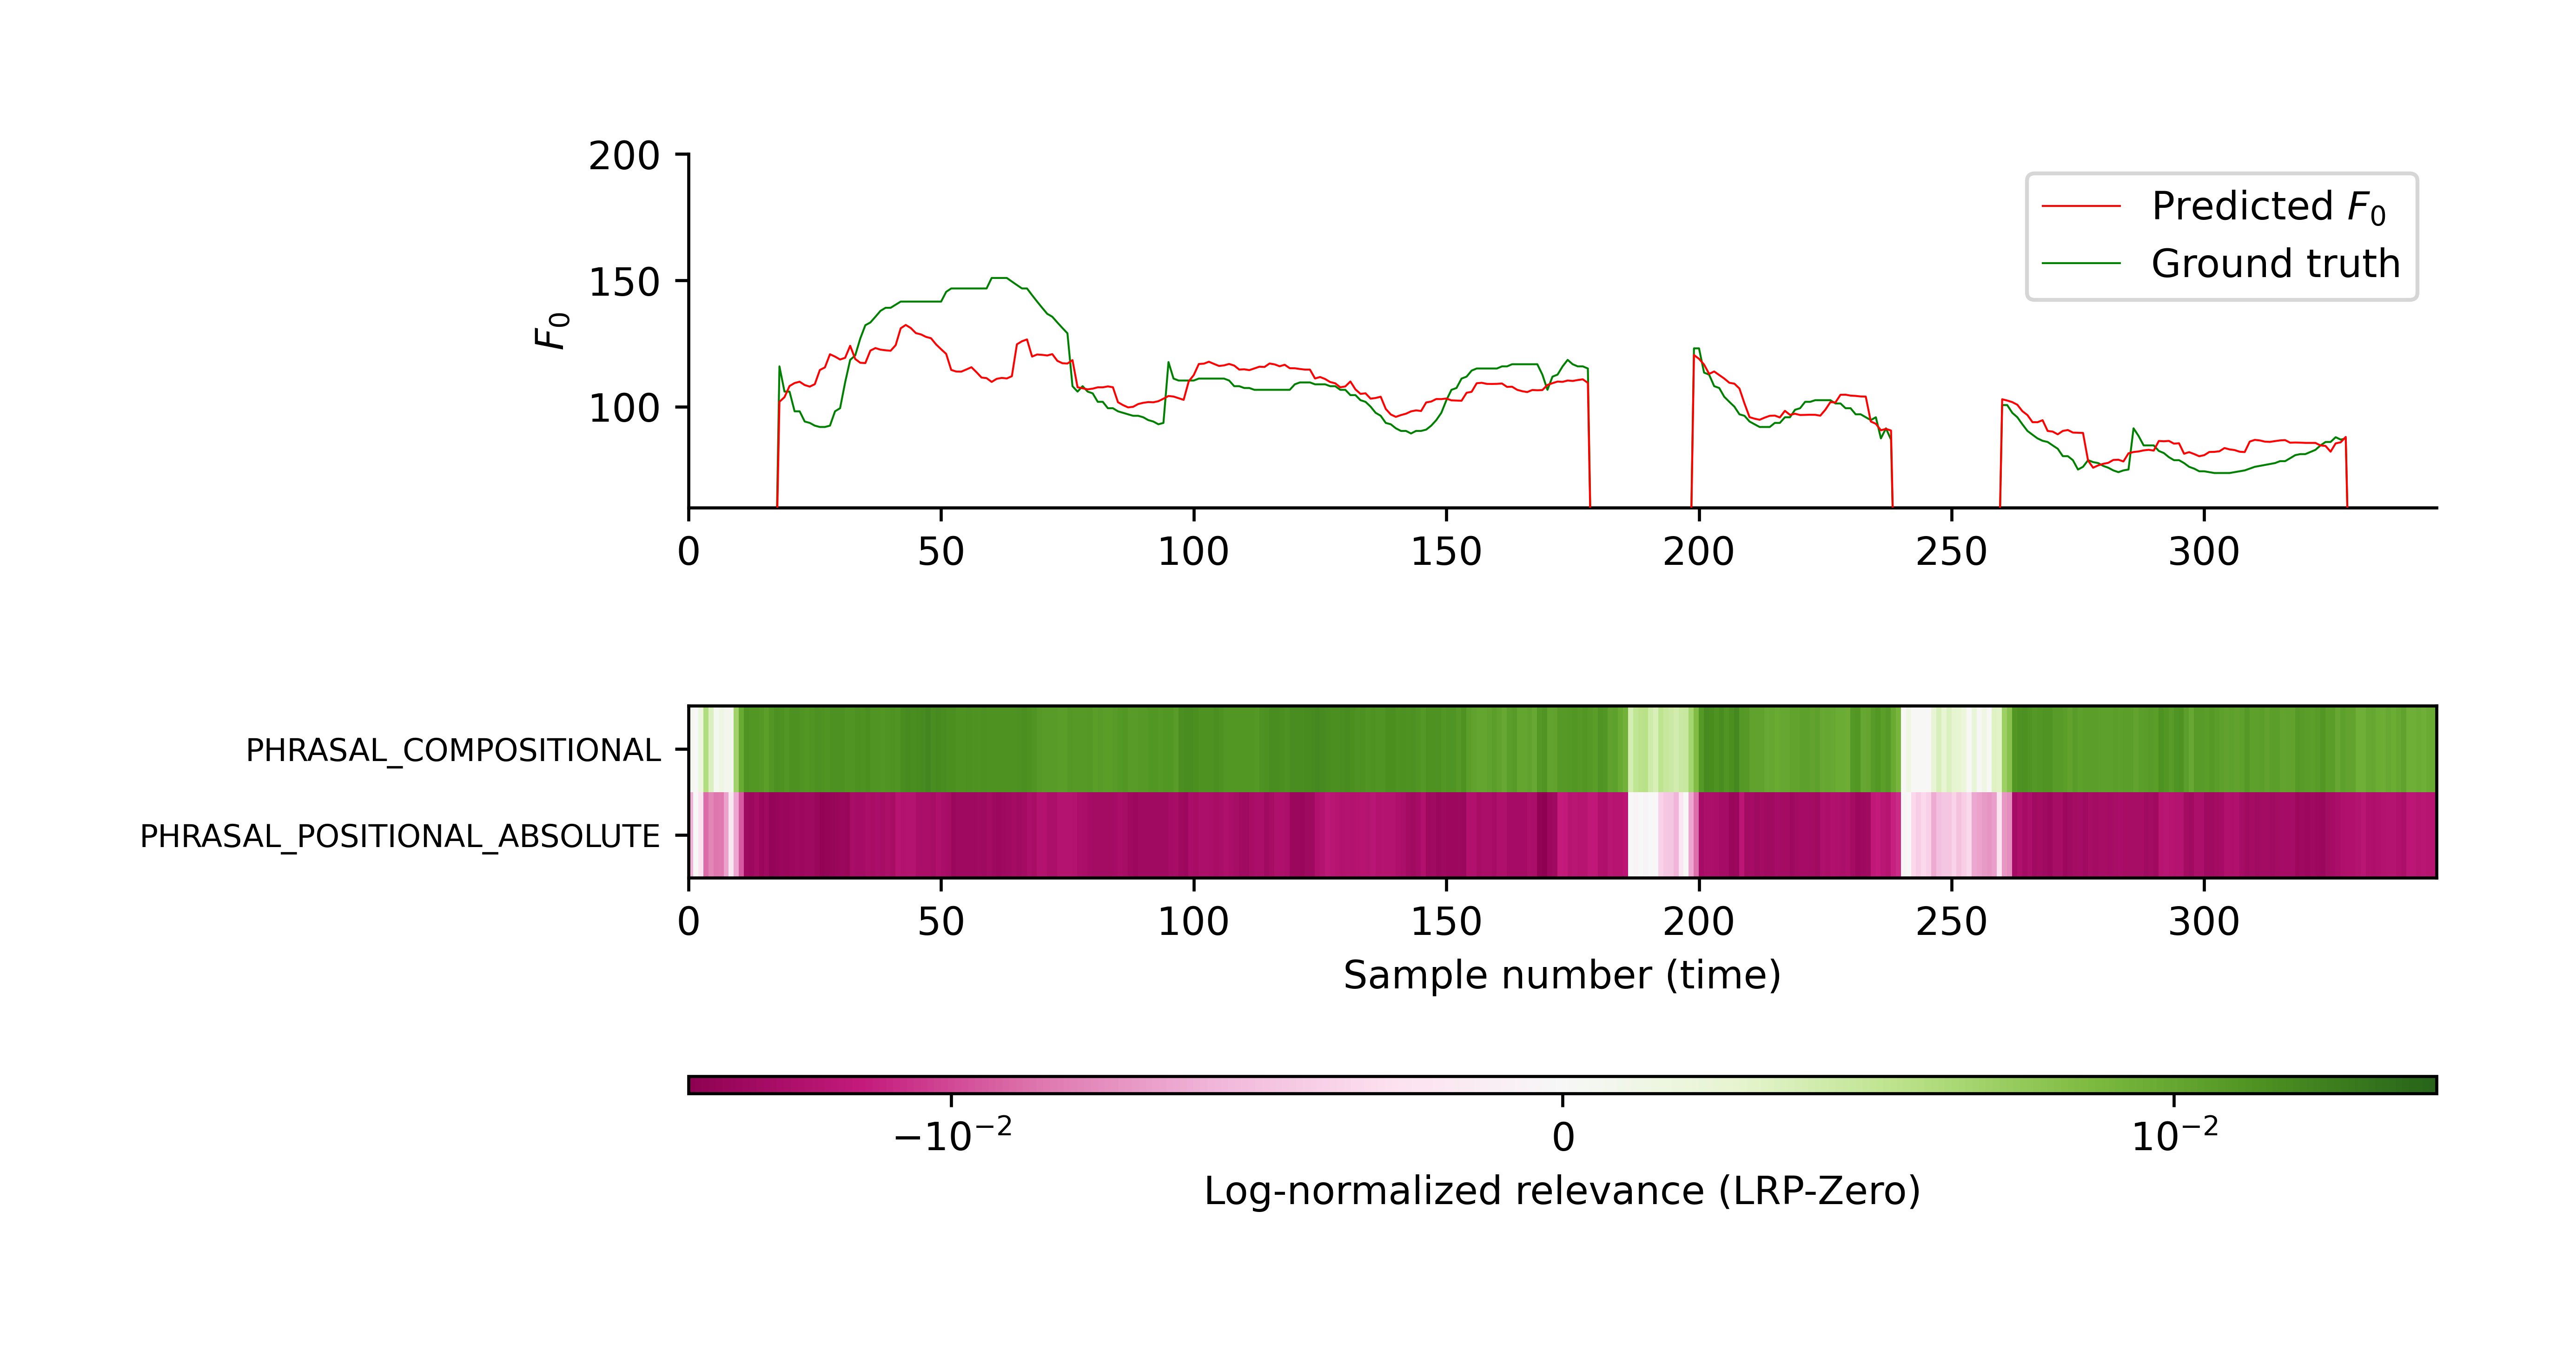 200
150
100
F₀
Predicted F₀
Ground truth
0 50 100 150 200 250 300
PHRASAL_COMPOSITIONAL
PHRASAL_POSITIONAL_ABSOLUTE
0 50 100 150 200 250 300
Sample number (time)
−10⁻² 0 10⁻²
Log-normalized relevance (LRP-Zero)